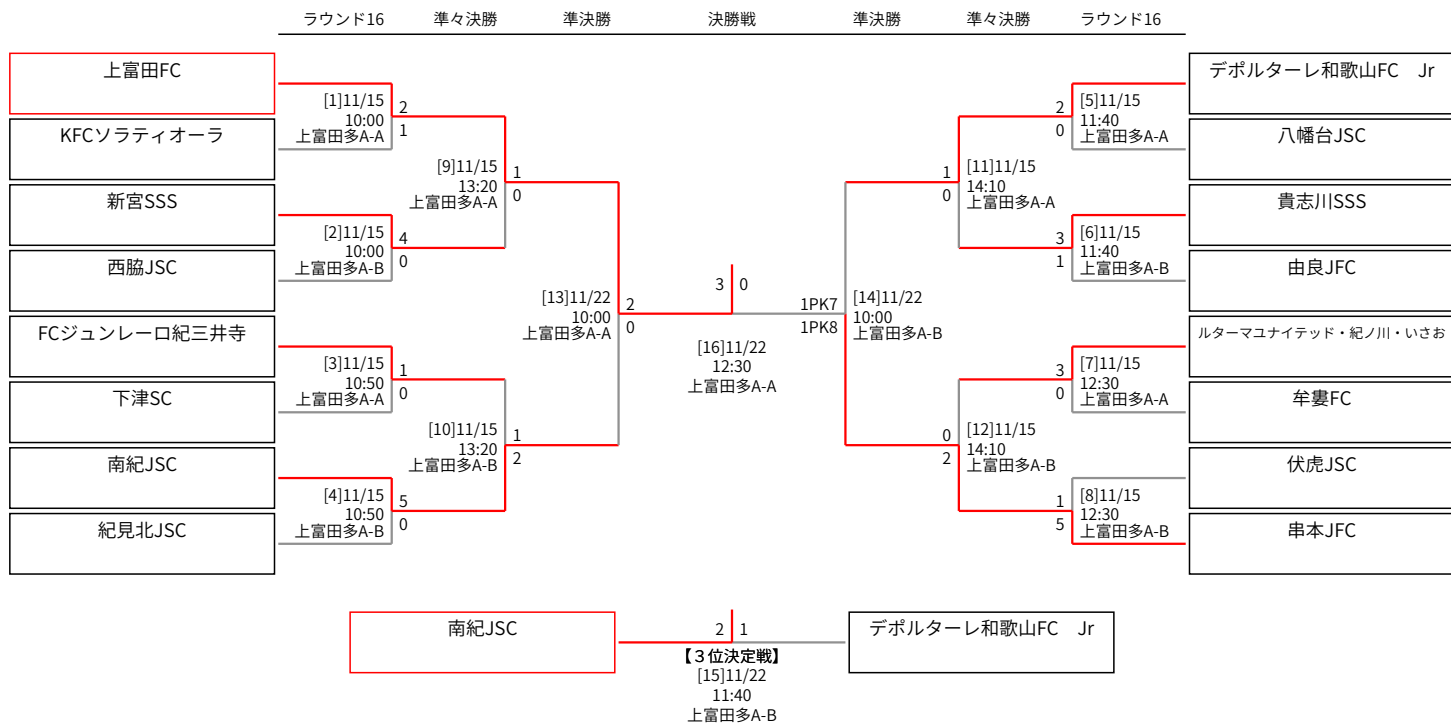 ラウンド16 準々決勝 準決勝 決勝戦 準決勝 準々決勝 ラウンド16
上富田FC
[1]11/15
10:00
上富田多A-A
2
1
KFCソラティオーラ
[9]11/15
13:20
上富田多A-A
1
0
新宮SSS
[2]11/15
10:00
上富田多A-B
4
0
西脇JSC
[13]11/22
10:00
上富田多A-A
2
0
FCジュンレーロ紀三井寺
[3]11/15
10:50
上富田多A-A
1
0
下津SC
[10]11/15
13:20
上富田多A-B
1
2
南紀JSC
[4]11/15
10:50
上富田多A-B
5
0
紀見北JSC
3 0
[16]11/22
12:30
上富田多A-A
デポルターレ和歌山FC Jr
2
0
[5]11/15
11:40
上富田多A-A
八幡台JSC
1
0
[11]11/15
14:10
上富田多A-A
貴志川SSS
3
1
[6]11/15
11:40
上富田多A-B
由良JFC
1PK7
1PK8
[14]11/22
10:00
上富田多A-B
ルターマユナイテッド・紀ノ川・いさお
3
0
[7]11/15
12:30
上富田多A-A
牟婁FC
0
2
[12]11/15
14:10
上富田多A-B
伏虎JSC
1
5
[8]11/15
12:30
上富田多A-B
串本JFC
南紀JSC
2 1
デポルターレ和歌山FC Jr
【３位決定戦】
[15]11/22
11:40
上富田多A-B